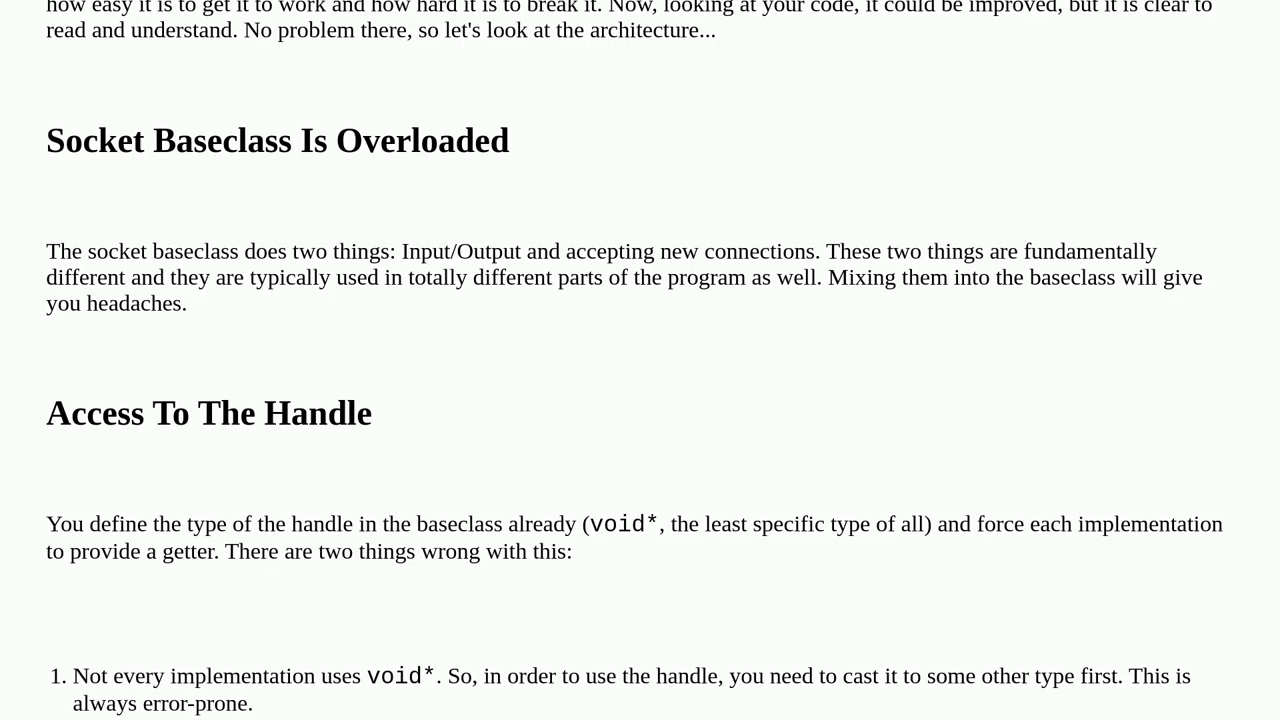 how easy it is to get it to work and how hard it is to break it. Now, looking at your code, it could be improved, but it is clear to
read and understand. No problem there, so let's look at the architecture...
Socket Baseclass Is Overloaded
The socket baseclass does two things: Input/Output and accepting new connections. These two things are fundamentally
different and they are typically used in totally different parts of the program as well. Mixing them into the baseclass will give
you headaches.
Access To The Handle
You define the type of the handle in the baseclass already (void*, the least specific type of all) and force each implementation
to provide a getter. There are two things wrong with this:
1. Not every implementation uses void*. So, in order to use the handle, you need to cast it to some other type first. This is
always error-prone.